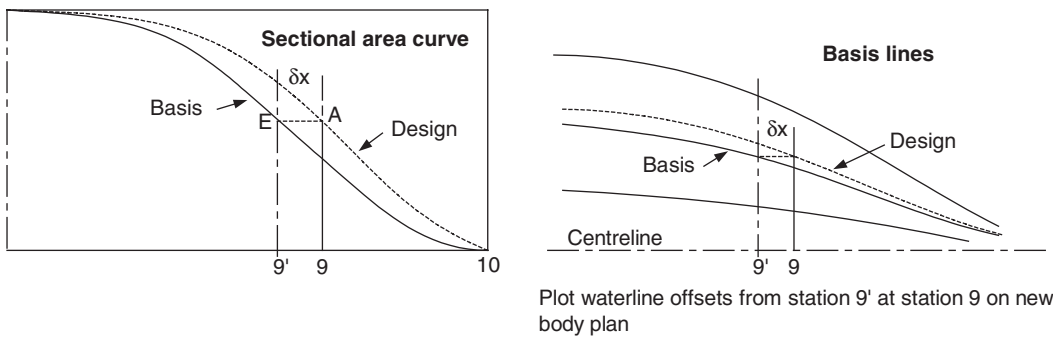 Sectional area curve
δx
Basis
E
A
Design
9'
9
10
Basis lines
δx
Basis
Design
Centreline
9'
9
Plot waterline offsets from station 9' at station 9 on new
body plan